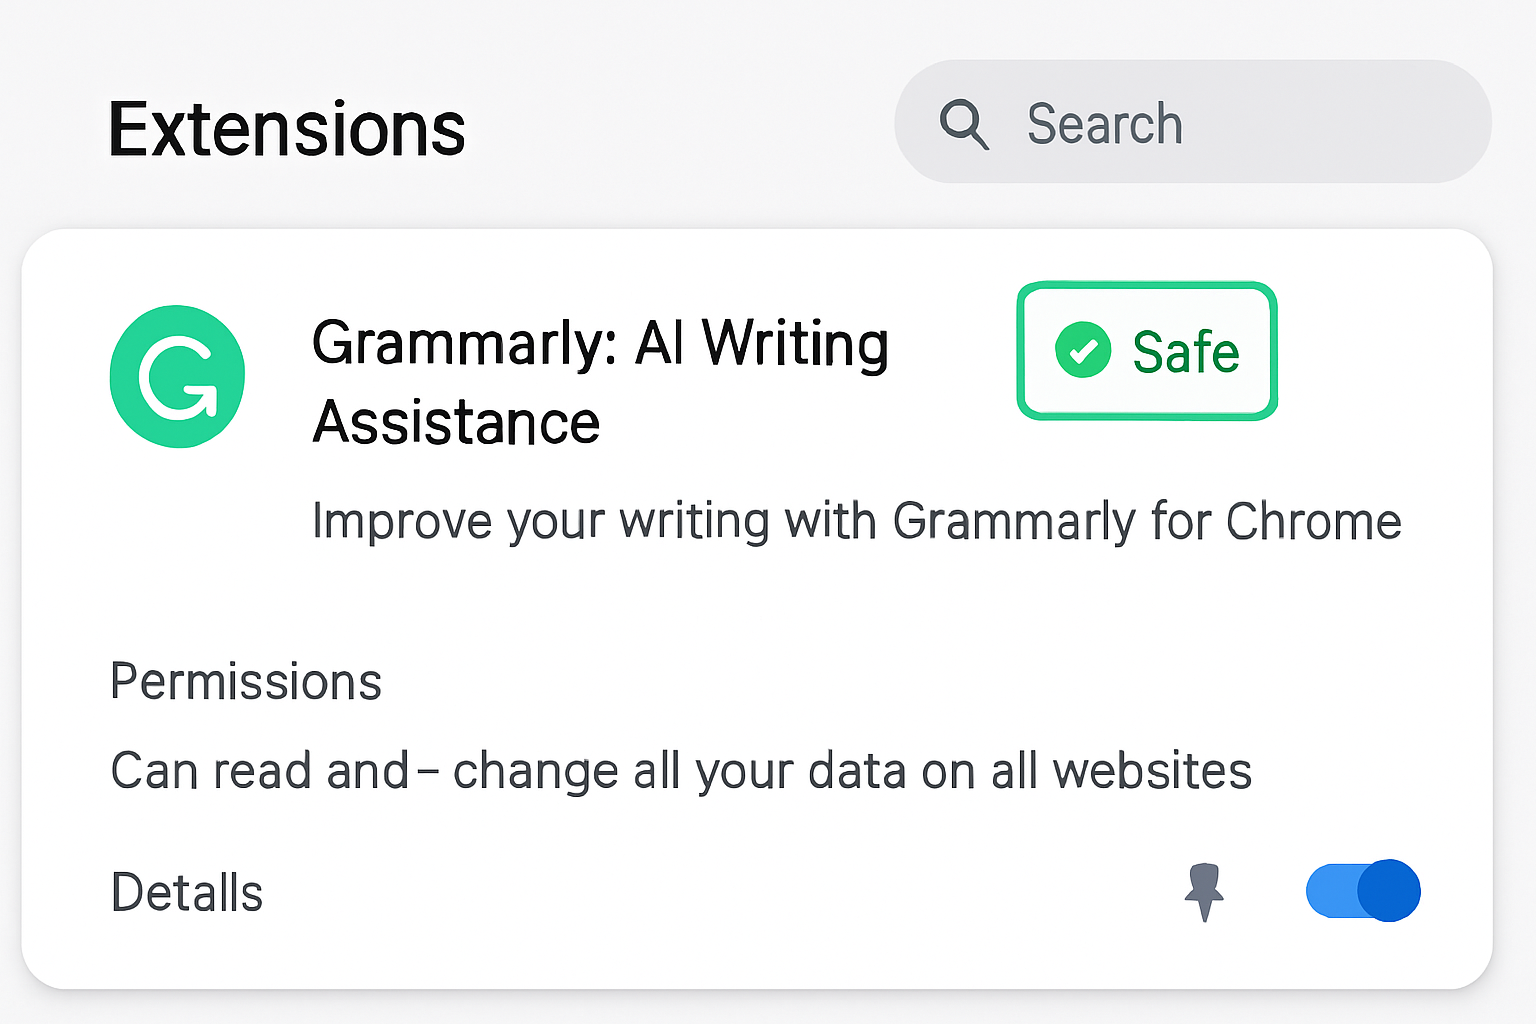 Extensions
Search
Grammarly: AI Writing
Assistance
Safe
Improve your writing with Grammarly for Chrome
Permissions
Can read and– change all your data on all websites
Detalls